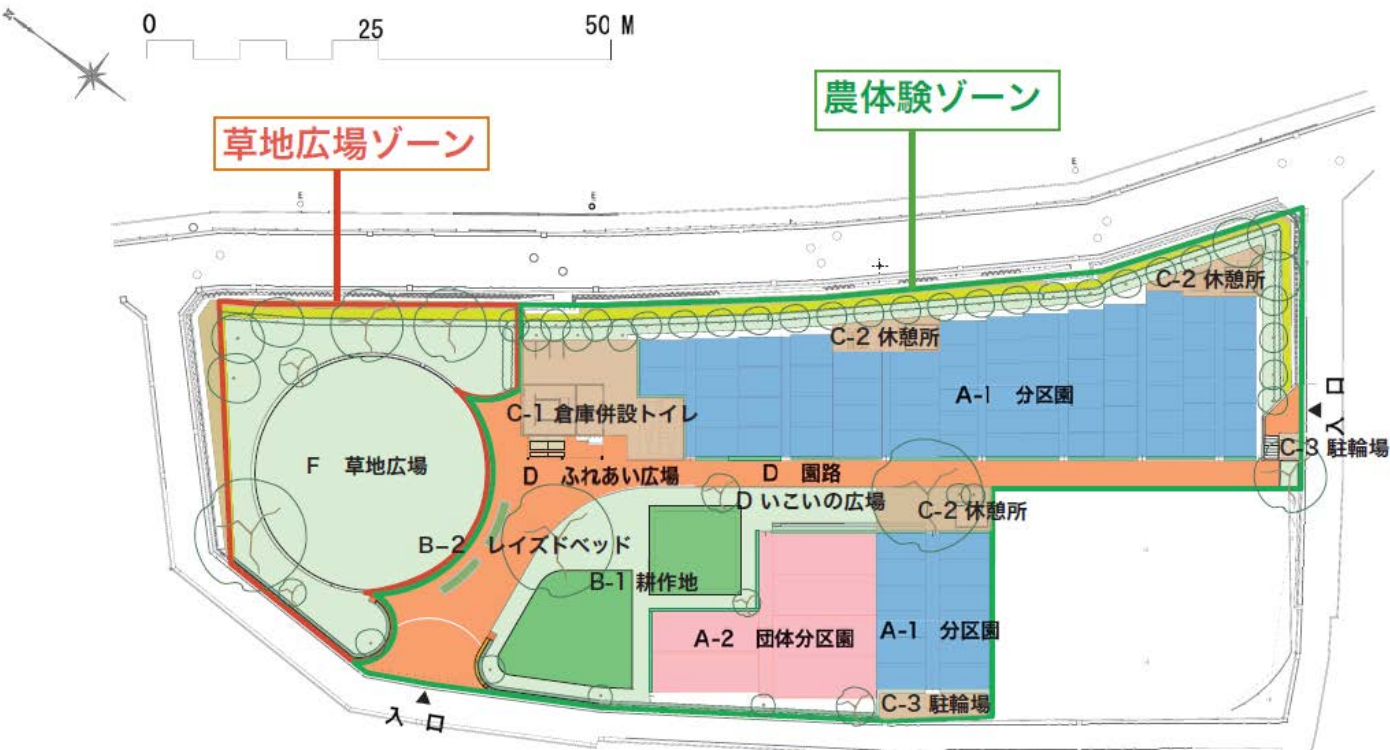 N
0 25 50 M
農体験ゾーン
草地広場ゾーン
E
E
E
C-2 休憩所
C-2 休憩所
A-1 分区園
C-1 倉庫併設トイレ
入口
C-3 駐輪場
F 草地広場
D ふれあい広場
D 園路
D いこいの広場
C-2 休憩所
B-2 レイズドベッド
B-1 耕作地
A-2 団体分区園
A-1 分区園
C-3 駐輪場
入口